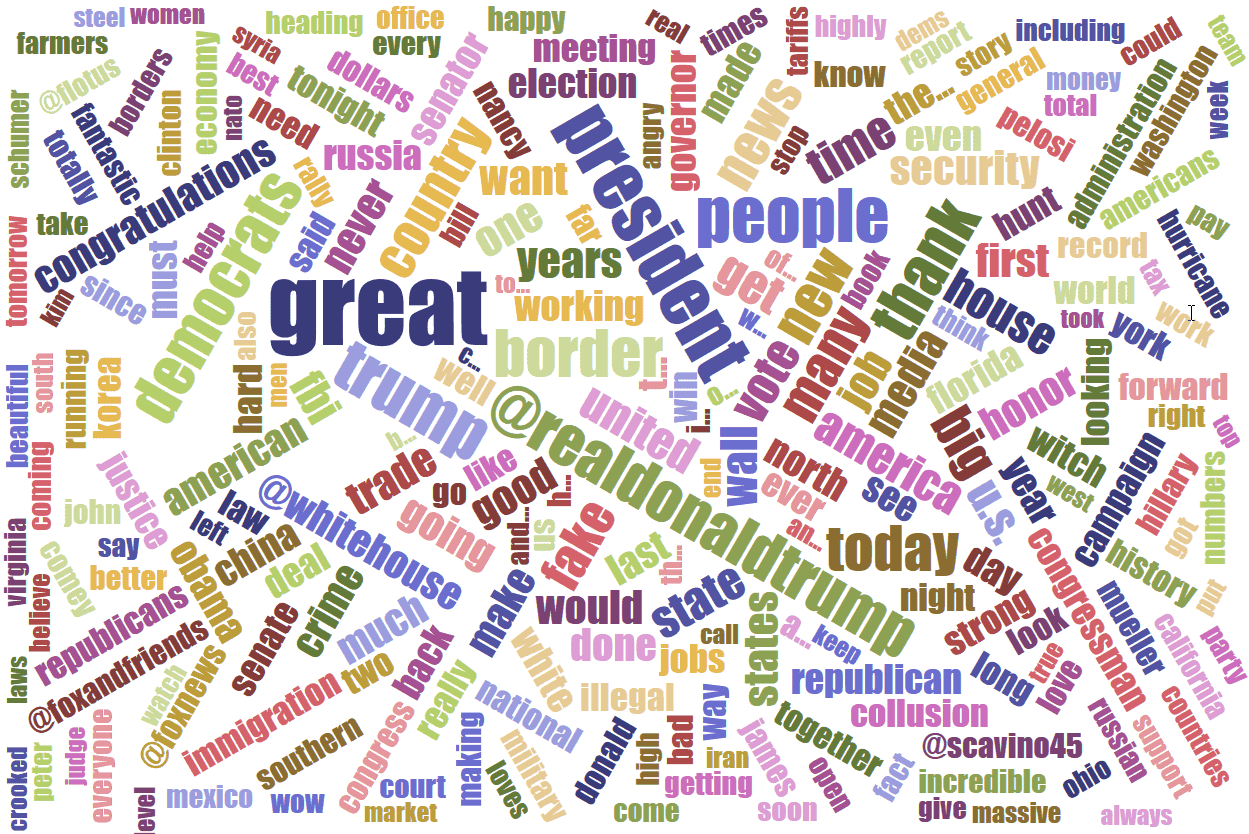 steel
women
heading
office
happy
real
times
tariffs
highly
dems
report
story
including
could
team
farmers
syria
every
senator
meeting
governor
made
know
the...
general
money
washington
@flotus
borders
economy
best
dollars
election
news
total
administration
week
schumer
fantastic
clinton
nato
need
tonight
nancy
angry
stop
time
even
pelosi
totally
congratulations
rally
russia
country
want
president
security
hunt
americans
pay
take
democrats
said
never
bill
one
far
people
thank
first
record
hurricane
tomorrow
kim
since
must
help
great
years
to...
working
of...
get
w...
new
book
house
world
tax
work
think
took
york
beautiful
south
running
korea
hard
also
men
fbi
trump
c...
well
border
t...
win
i...
o...
vote
many
job
media
florida
honor
looking
forward
right
top
coming
justice
american
b...
@realdonaldtrump
united
wall
end
america
big
witch
campaign
hillary
numbers
virginia
john
law
left
@whitehouse
trade
like
go
good
h...
going
and...
us
fake
last
th...
north
ever
an...
see
u.s.
year
west
got
say
comey
better
obama
china
deal
make
today
day
congressman
history
put
believe
republicans
senate
crime
much
would
state
night
strong
look
mueller
california
party
laws
@foxandfriends
watch
@foxnews
immigration
two
back
really
white
done
jobs
call
states
a...
keep
republican
long
true
love
illegal
way
collusion
russian
support
countries
crooked
peter
judge
everyone
southern
congress
national
making
military
donald
high
bad
iran
james
together
@scavino45
level
mexico
wow
court
market
loves
come
getting
soon
open
fact
incredible
give
massive
ohio
always